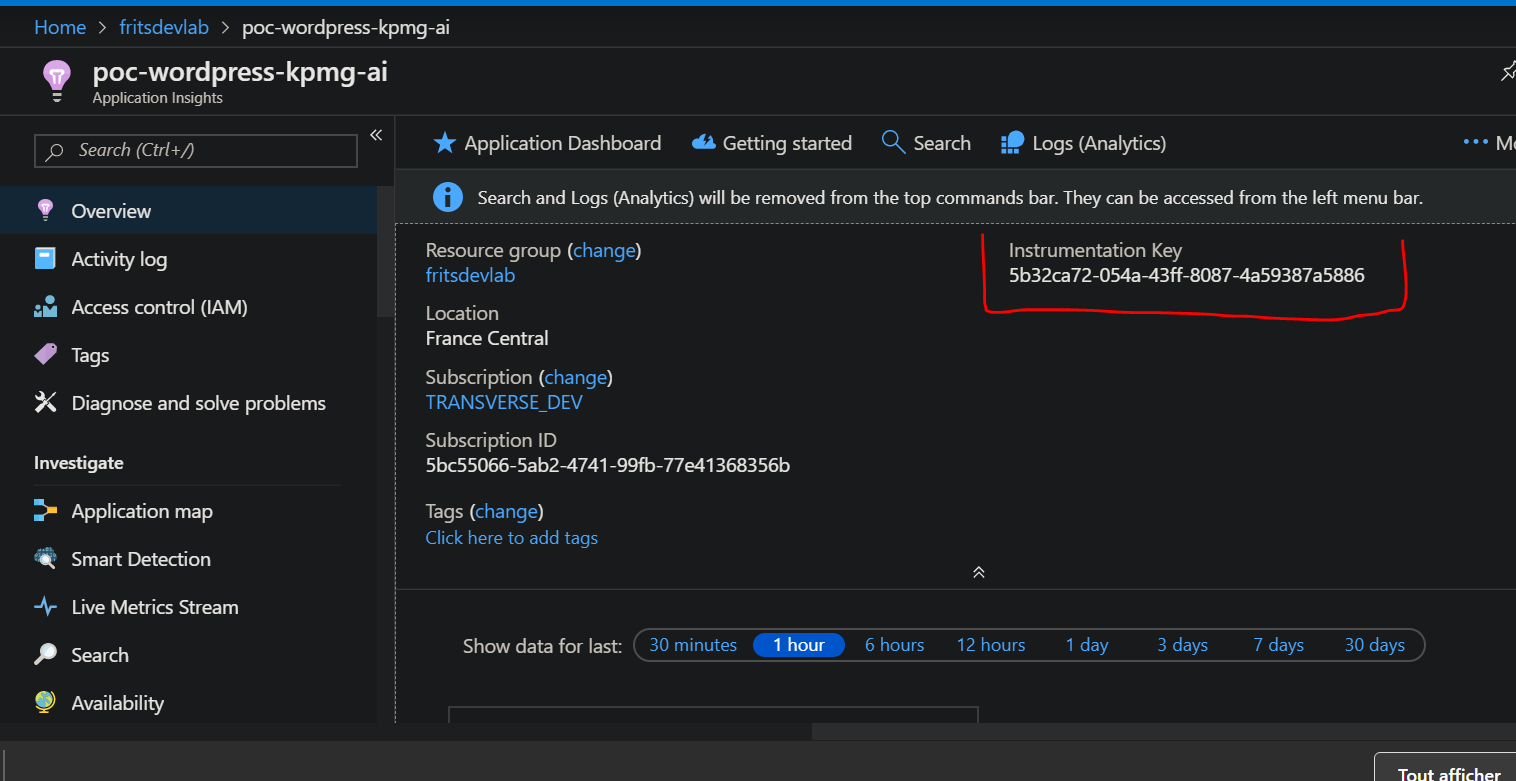 Home > fritsdevlab > poc-wordpress-kpmg-ai
poc-wordpress-kpmg-ai
Application Insights
Search (Ctrl+/)
Overview
Activity log
Access control (IAM)
Tags
Diagnose and solve problems
Investigate
Application map
Smart Detection
Live Metrics Stream
Search
Availability
Application Dashboard
Getting started
Search
Logs (Analytics)
Search and Logs (Analytics) will be removed from the top commands bar. They can be accessed from the left menu bar.
Resource group (change)
fritsdevlab
Location
France Central
Subscription (change)
TRANSVERSE_DEV
Subscription ID
5bc55066-5ab2-4741-99fb-77e41368356b
Tags (change)
Click here to add tags
Instrumentation Key
5b32ca72-054a-43ff-8087-4a59387a5886
Show data for last: 30 minutes 1 hour 6 hours 12 hours 1 day 3 days 7 days 30 days
Tout afficher